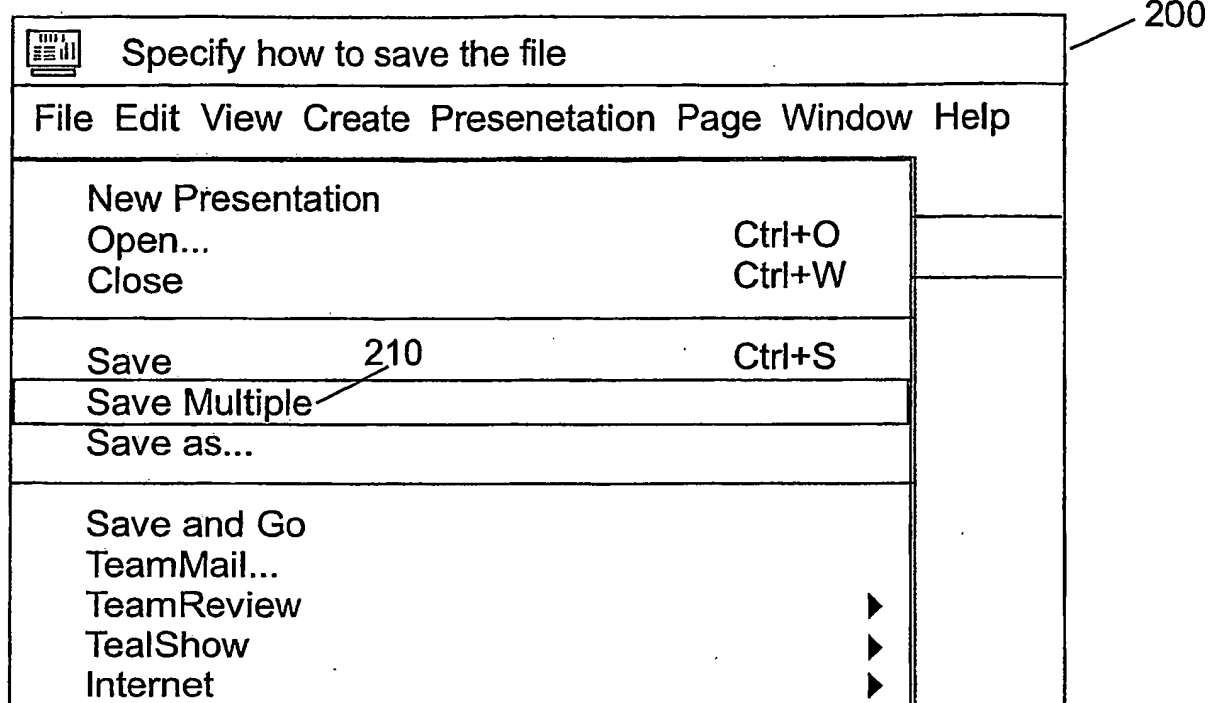 200
Specify how to save the file
File Edit View Create Presenetation Page Window Help
New Presentation
Open... Ctrl+O
Close Ctrl+W
Save 210 Ctrl+S
Save Multiple
Save as...
Save and Go
TeamMail...
TeamReview
TealShow
Internet